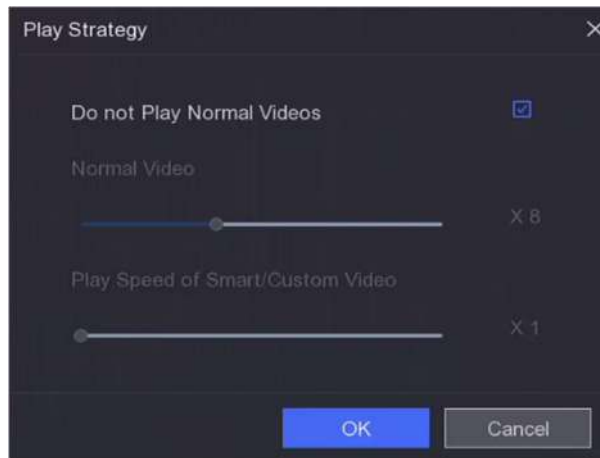 Play Strategy
Do not Play Normal Videos
Normal Video
X 8
Play Speed of Smart/Custom Video
X 1
OK
Cancel